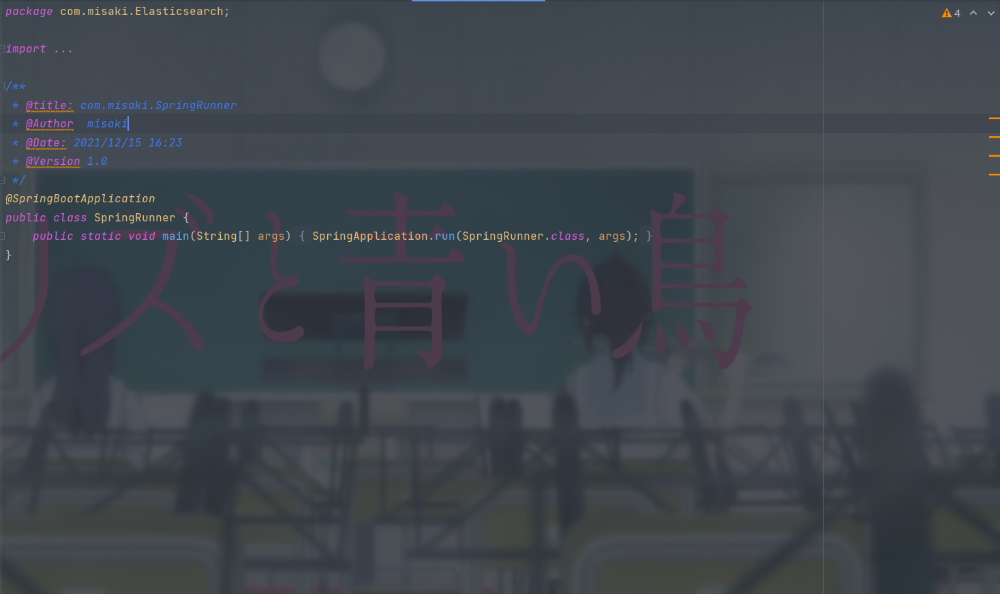 package com.misaki.Elasticsearch;
4
import ...
/**
* @title: com.misaki.SpringRunner
* @Author  misaki
* @Date: 2021/12/15 16:23
* @Version 1.0
*/
@SpringBootApplication
public class SpringRunner {
public static void main(String[] args) { SpringApplication.run(SpringRunner.class, args); }
}
リズと青い鳥